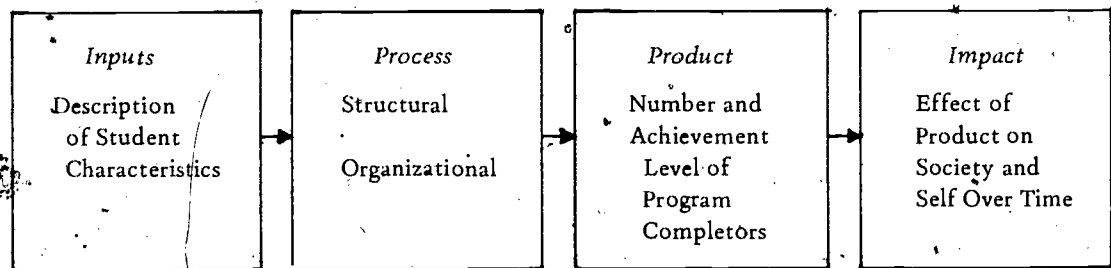 Inputs
Description
of Student
Characteristics
Process
Structural
Organizational
Product
Number and
Achievement
Level of
Program
Completors
Impact
Effect of
Product on
Society and
Self Over Time